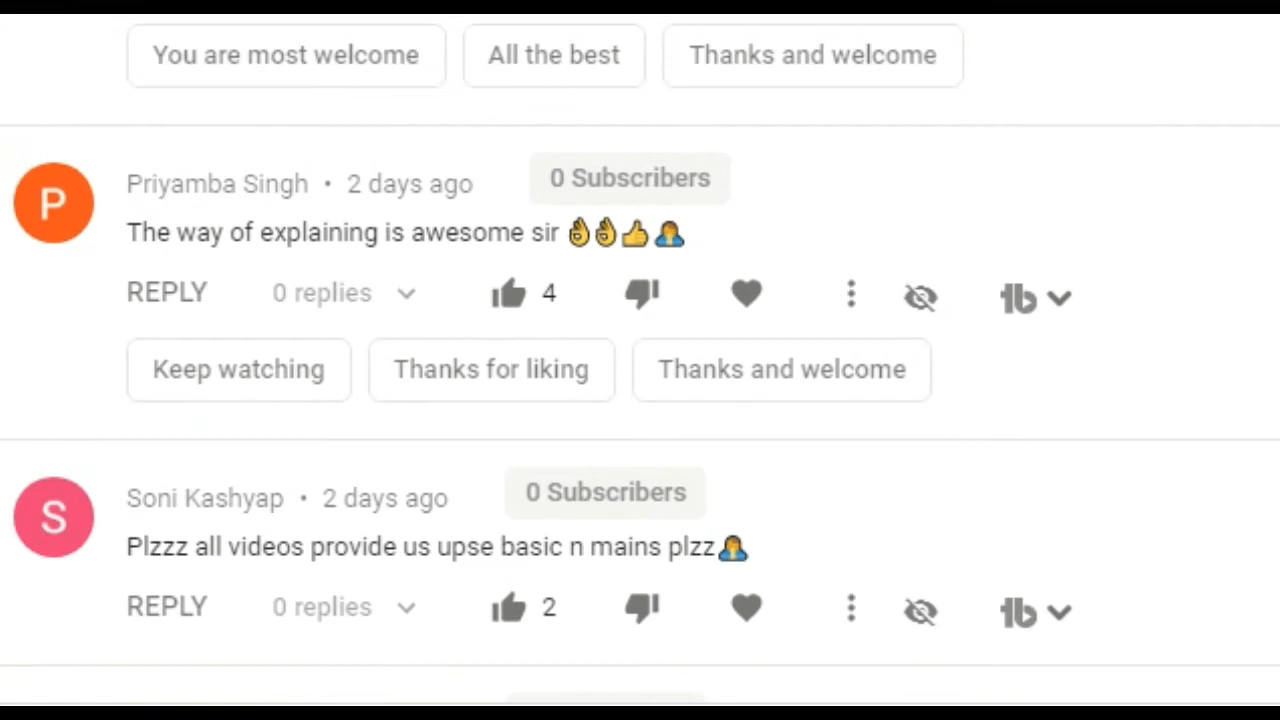 You are most welcome All the best Thanks and welcome
P Priyamba Singh • 2 days ago 0 Subscribers
The way of explaining is awesome sir 👌👌👍🤦‍♂️
REPLY 0 replies 4
Keep watching Thanks for liking Thanks and welcome
S Soni Kashyap • 2 days ago 0 Subscribers
Plzzz all videos provide us upse basic n mains plzz🤦‍♂️
REPLY 0 replies 2